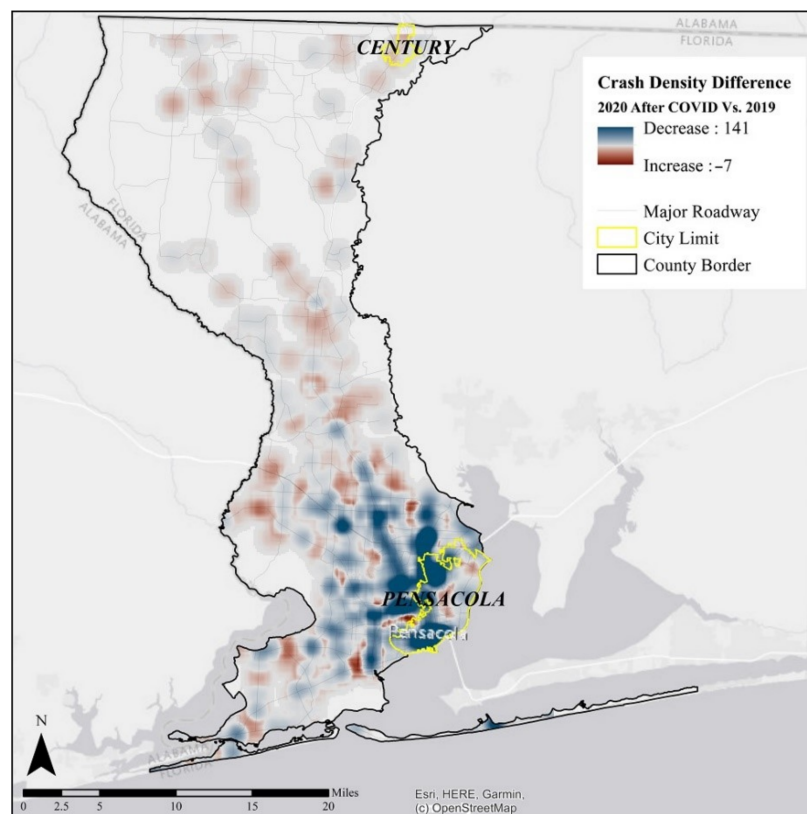 ALABAMA
FLORIDA
CENTURY
Crash Density Difference
2020 After COVID Vs. 2019
Decrease : 141
Increase :–7
Major Roadway
City Limit
County Border
FLORIDA
ALABAMA
PENSACOLA
Pensacola
N
ALABAMA
FLORIDA
Miles
0 2.5 5 10 15 20
Esri, HERE, Garmin,
(c) OpenStreetMap